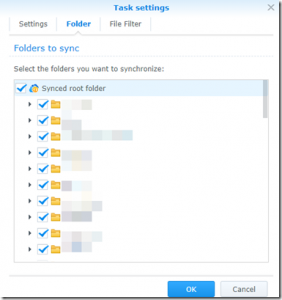 Task settings
Settings Folder File Filter
Folders to sync
Select the folders you want to synchronize:
Synced root folder
OK Cancel